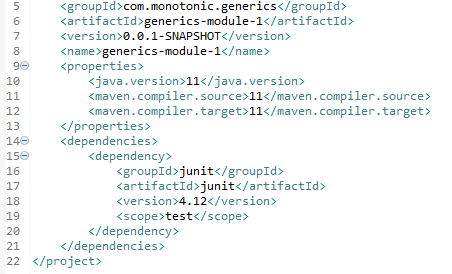 5 <groupId>com.monotonic.generics</groupId>
6 <artifactId>generics-module-1</artifactId>
7 <version>0.0.1-SNAPSHOT</version>
8 <name>generics-module-1</name>
9 <properties>
10 <java.version>11</java.version>
11 <maven.compiler.source>11</maven.compiler.source>
12 <maven.compiler.target>11</maven.compiler.target>
13 </properties>
14 <dependencies>
15 <dependency>
16 <groupId>junit</groupId>
17 <artifactId>junit</artifactId>
18 <version>4.12</version>
19 <scope>test</scope>
20 </dependency>
21 </dependencies>
22 </project>